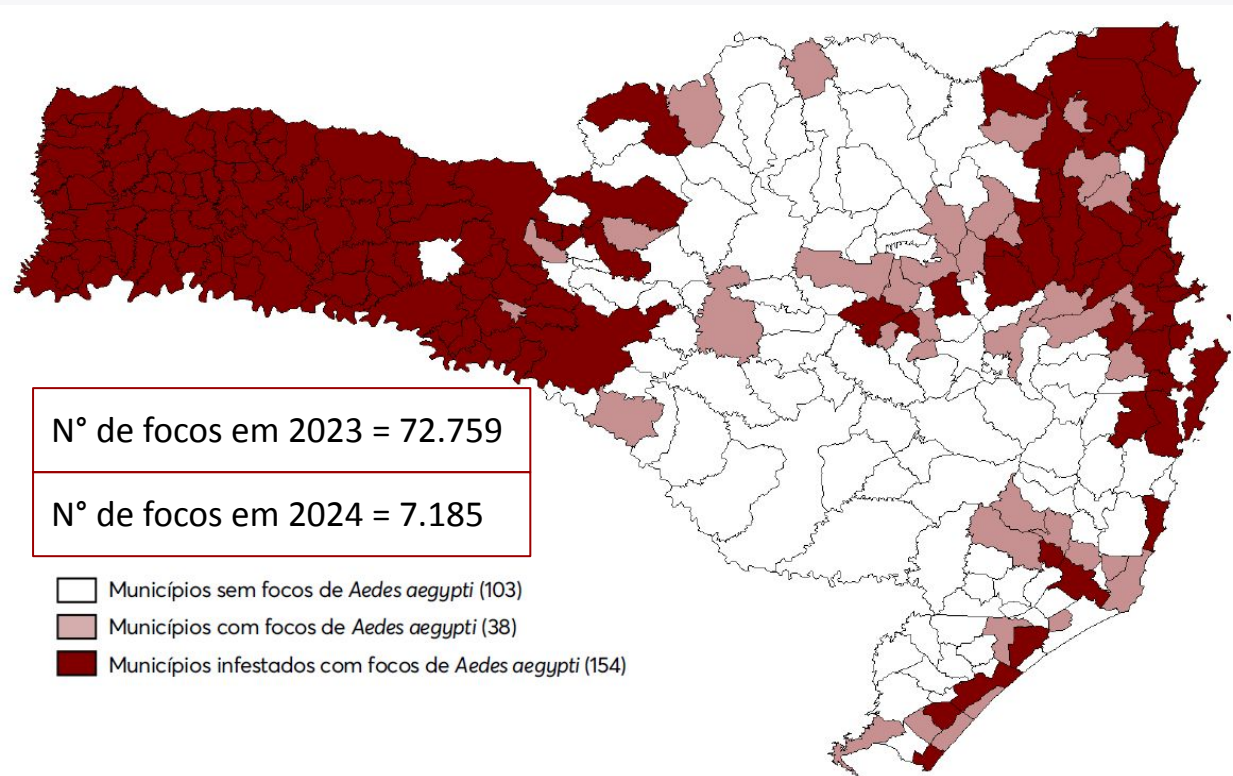 N° de focos em 2023 = 72.759
N° de focos em 2024 = 7.185
Municípios sem focos de Aedes aegypti (103)
Municípios com focos de Aedes aegypti (38)
Municípios infestados com focos de Aedes aegypti (154)